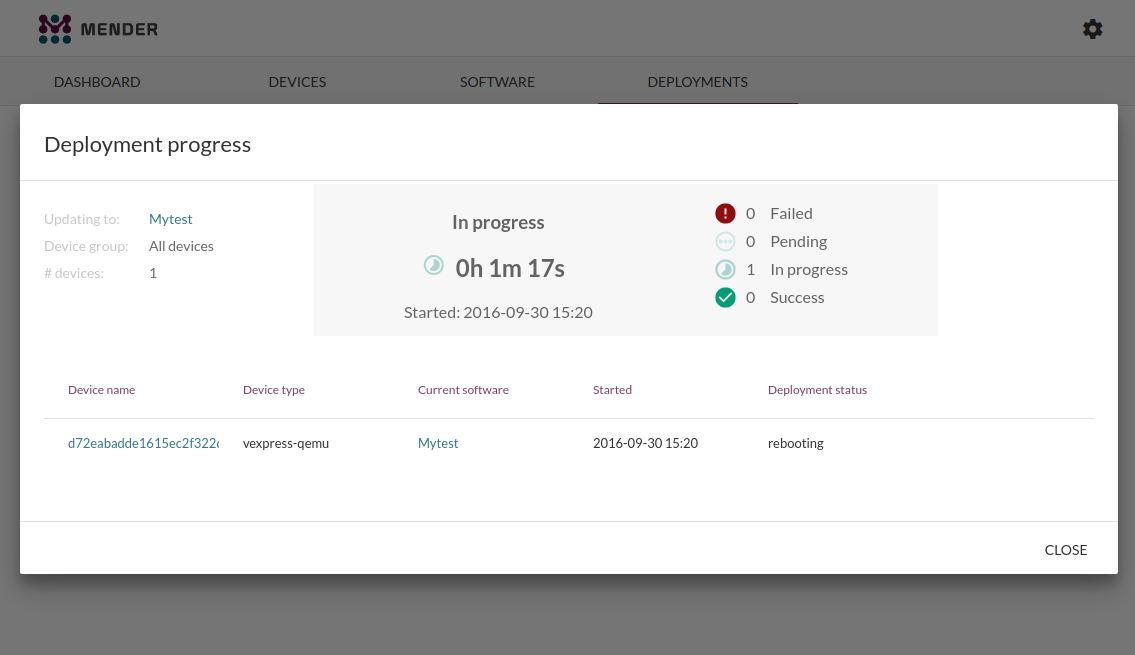 MENDER
DASHBOARD DEVICES SOFTWARE DEPLOYMENTS
Deployment progress
Updating to: Mytest
Device group: All devices
# devices: 1
In progress
0h 1m 17s
Started: 2016-09-30 15:20
0 Failed
0 Pending
1 In progress
0 Success
Device name Device type Current software Started Deployment status
d72eabadde1615ec2f322 vexpress-qemu Mytest 2016-09-30 15:20 rebooting
CLOSE